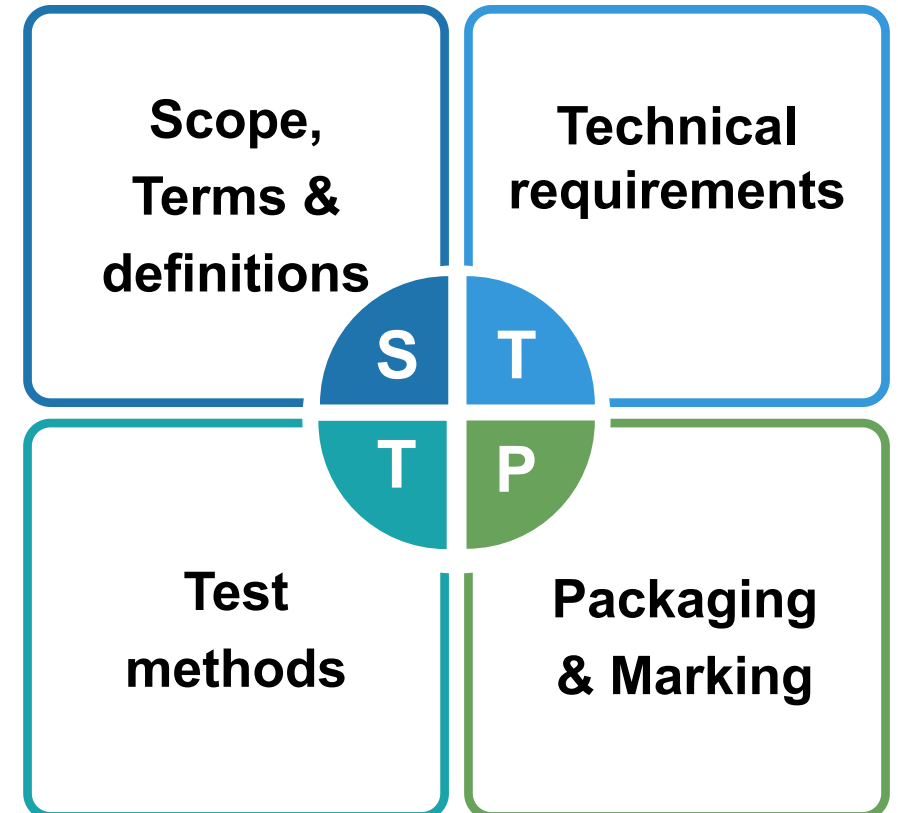 Scope,
Terms &
definitions
Technical
requirements
S
T
T
P
Test
methods
Packaging
& Marking